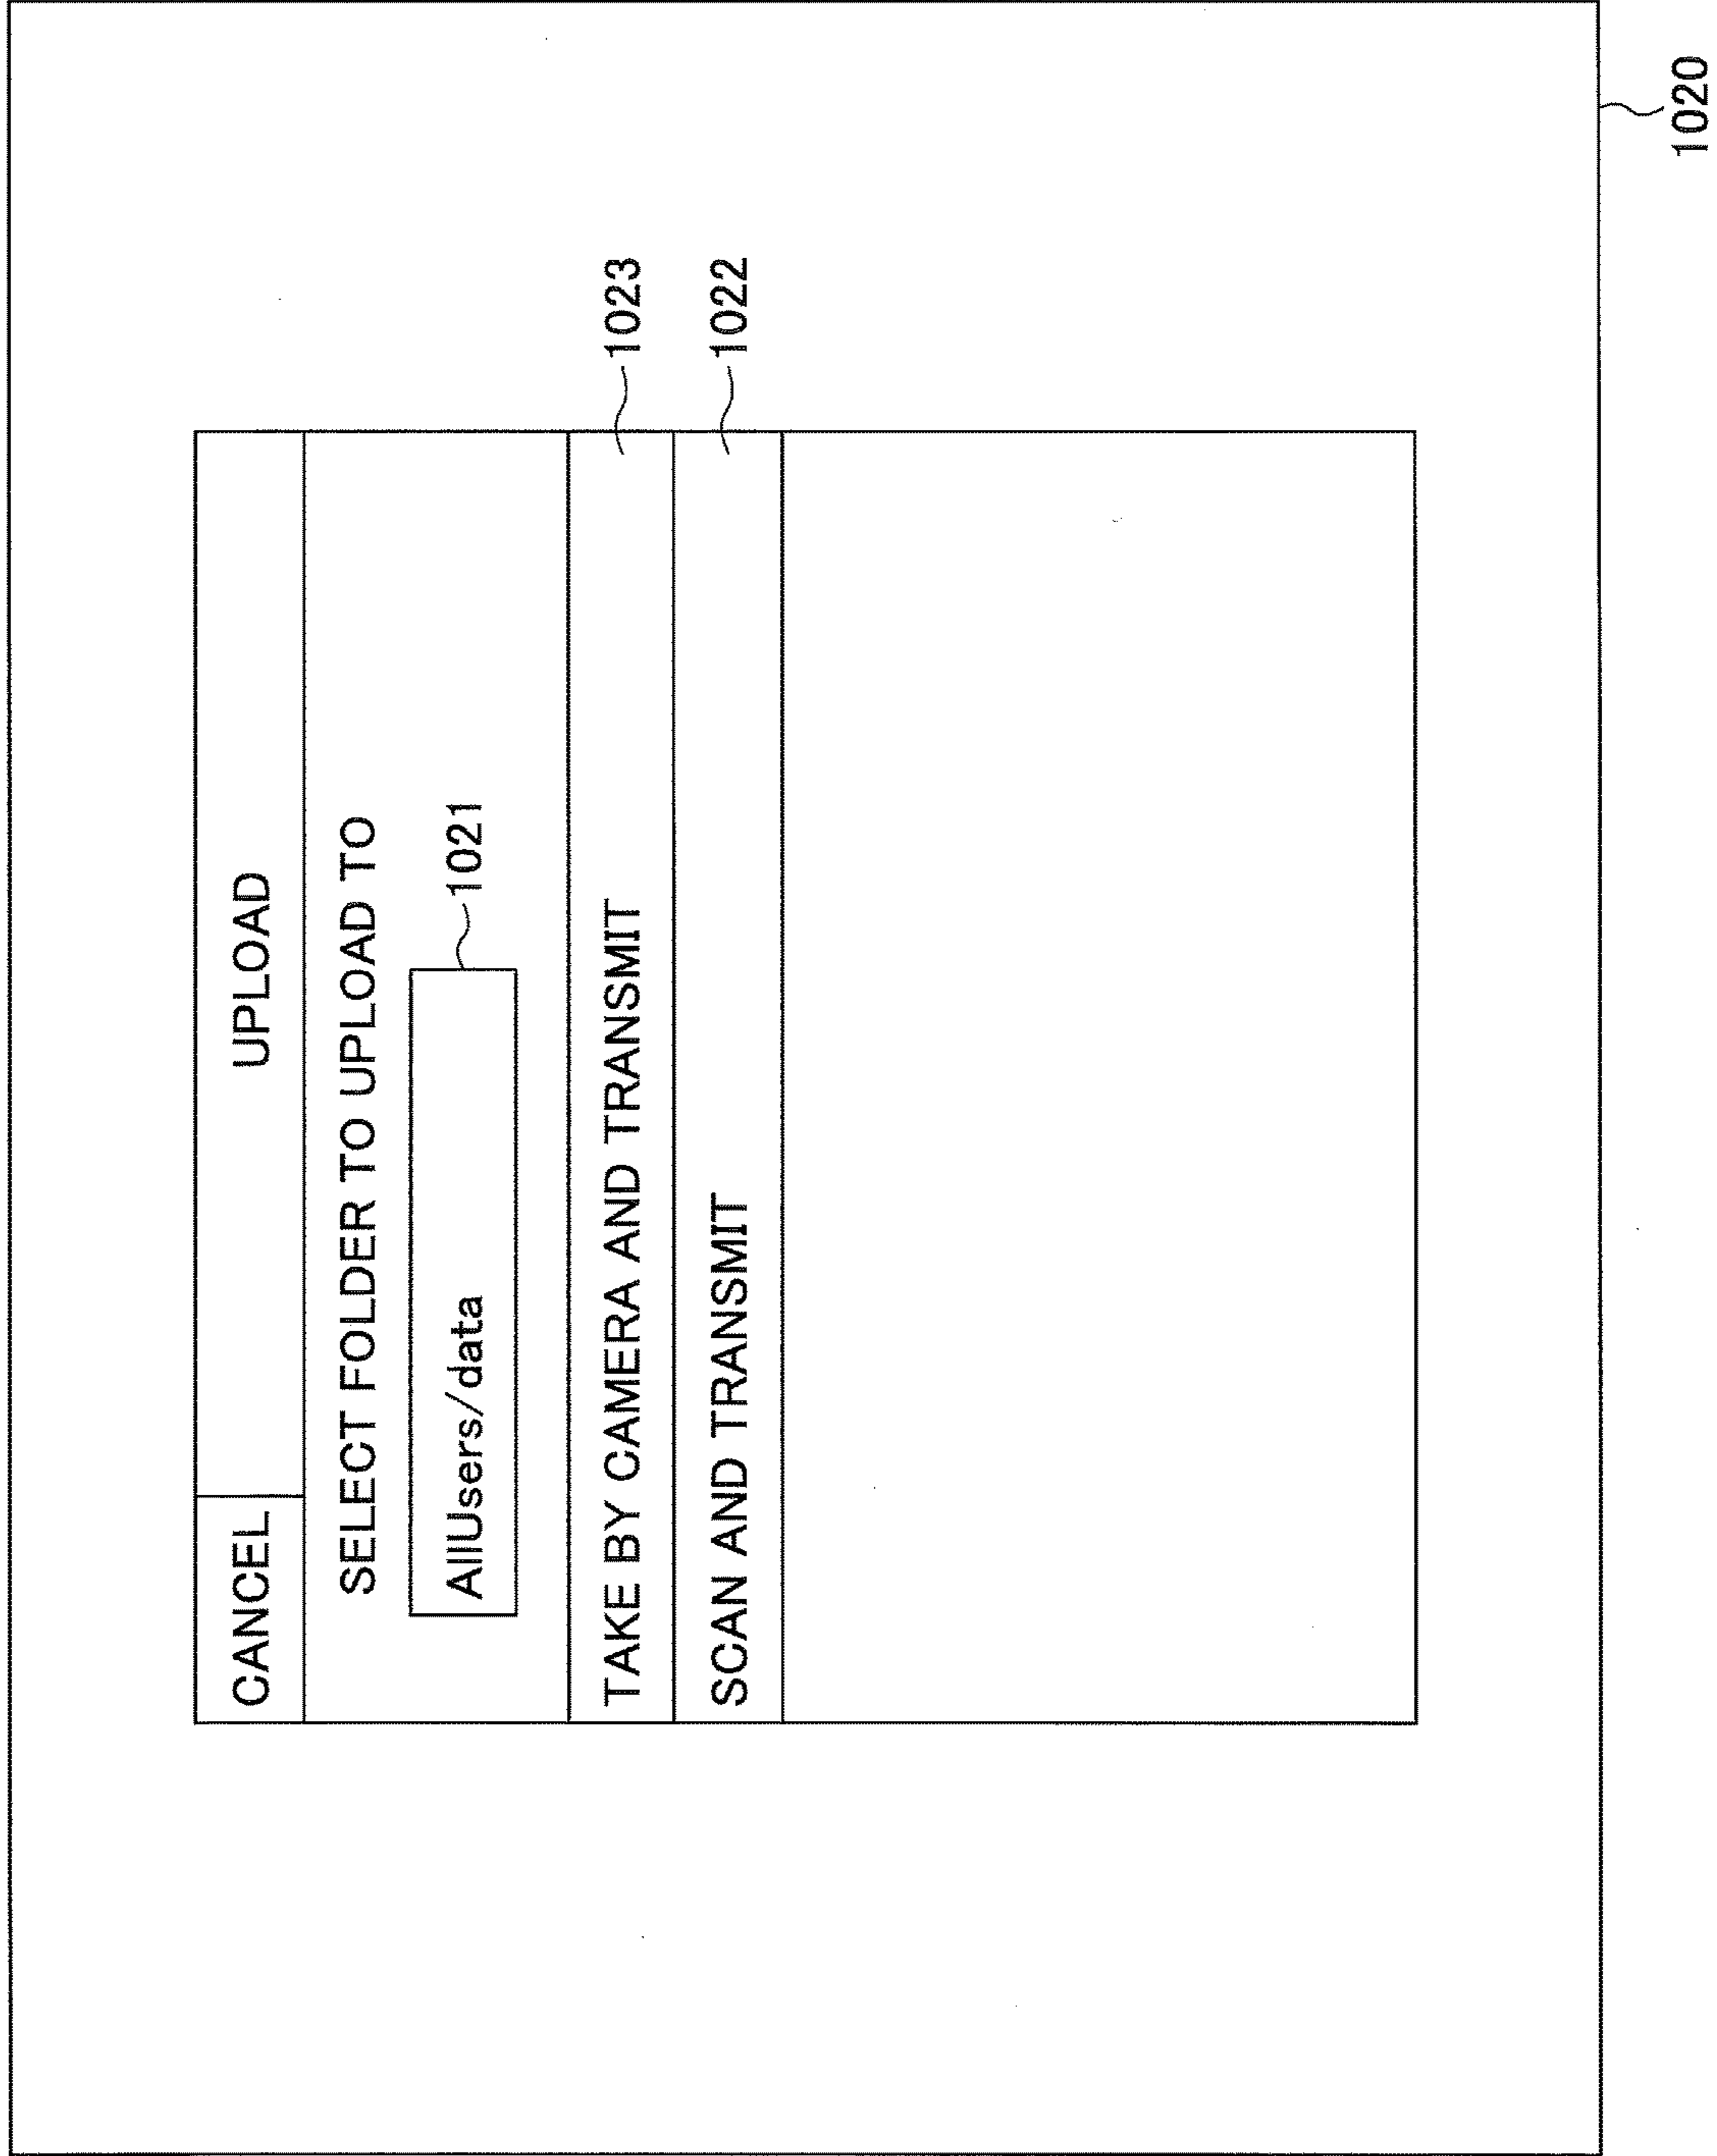 CANCEL UPLOAD
SELECT FOLDER TO UPLOAD TO
AllUsers/data 1021
TAKE BY CAMERA AND TRANSMIT 1023
SCAN AND TRANSMIT 1022
1020